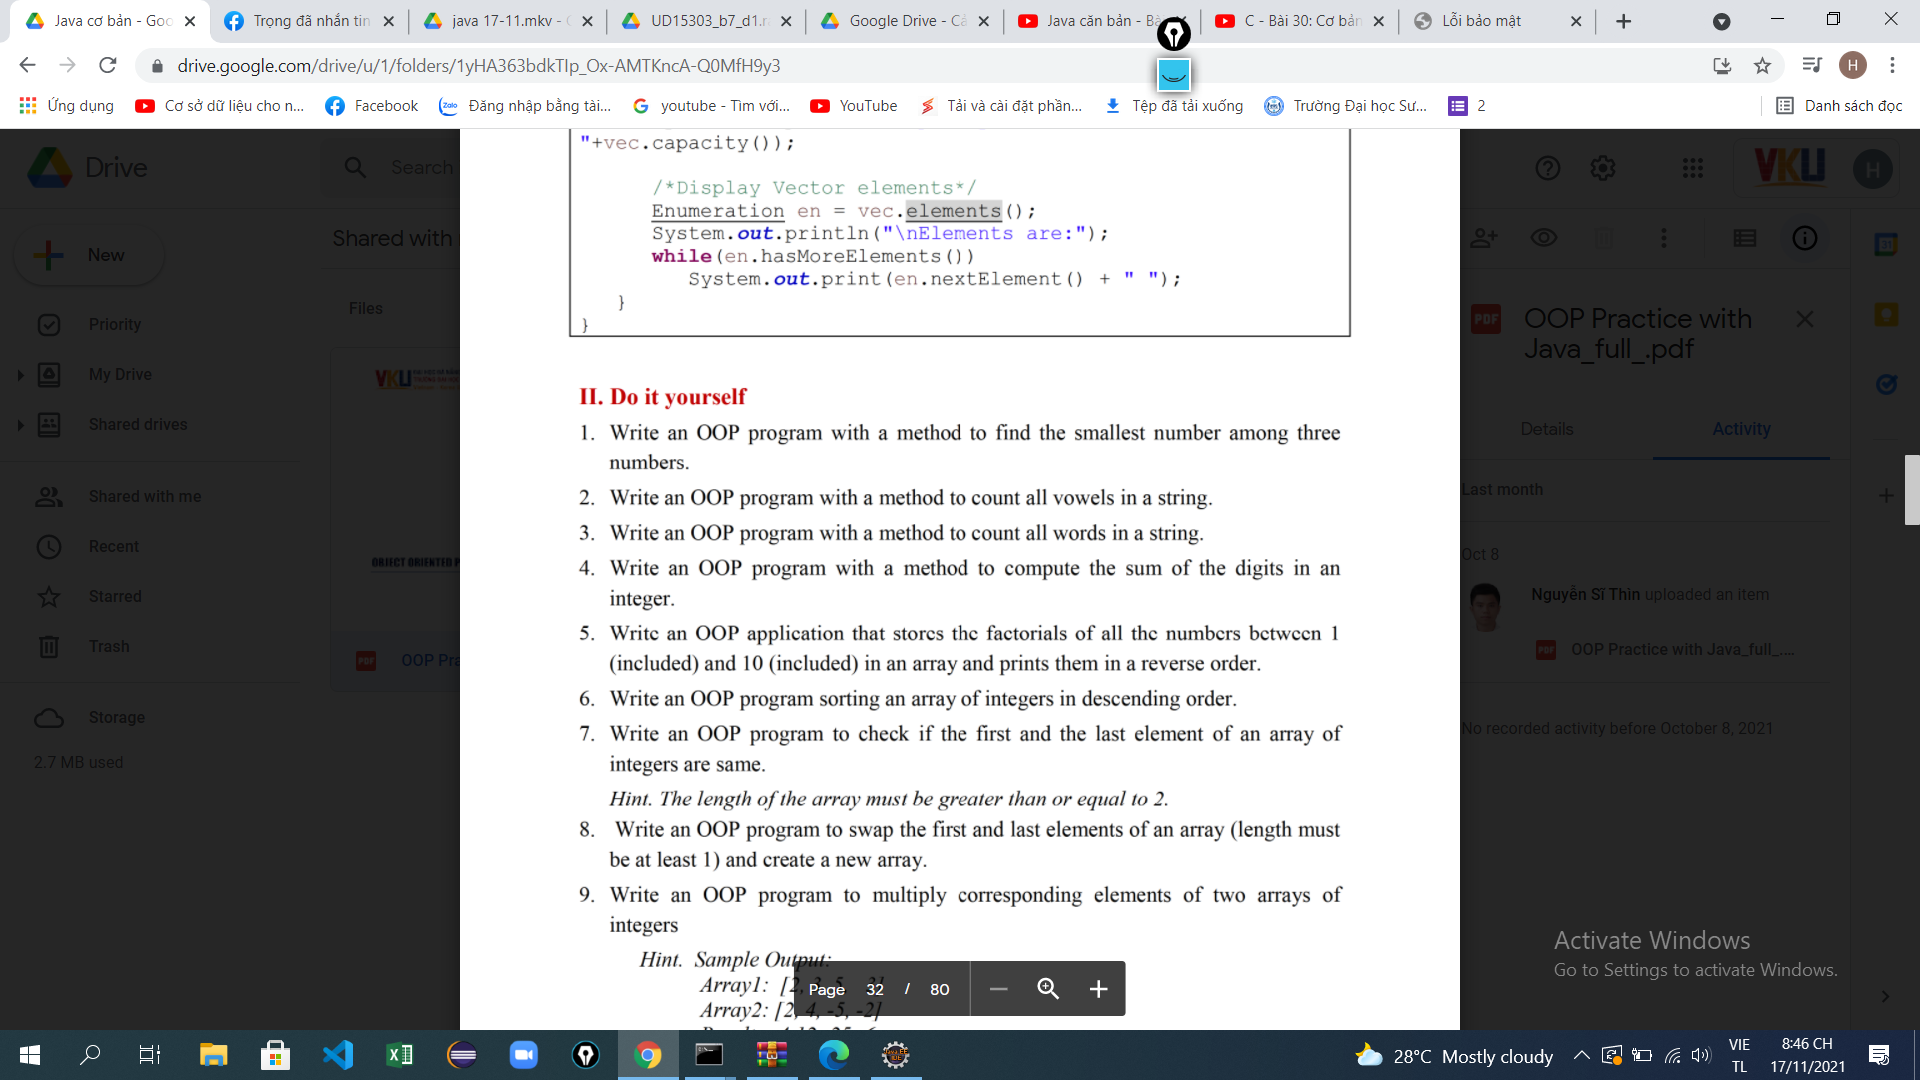 Java cơ bản - Goo
Trọng đã nhắn tin
java 17-11.mkv -
UD15303_b7_d1.r
Google Drive - Cá
Java căn bản - Bà
C - Bài 30: Cơ bản
Lỗi bảo mật
drive.google.com/drive/u/1/folders/1yHA363bdkTIp_Ox-AMTKncA-Q0MfH9y3
H
Ứng dụng
Cơ sở dữ liệu cho n...
Facebook
Đăng nhập bằng tài...
youtube - Tìm với...
YouTube
Tải và cài đặt phần...
Tệp đã tải xuống
Trường Đại học Sư...
2
Danh sách đọc
Drive
Search
VKU
H
New
Shared with
Files
Priority
My Drive
Shared drives
Shared with me
Recent
Starred
Trash
Storage
2.7 MB used
VKU
OBJECT ORIENTED P
PDF OOP Pra
"+vec.capacity());
/*Display Vector elements*/
Enumeration en = vec.elements();
System.out.println("\nElements are:");
while(en.hasMoreElements())
System.out.print(en.nextElement() + " ");
}
}
II. Do it yourself
1. Write an OOP program with a method to find the smallest number among three
numbers.
2. Write an OOP program with a method to count all vowels in a string.
3. Write an OOP program with a method to count all words in a string.
4. Write an OOP program with a method to compute the sum of the digits in an
integer.
5. Write an OOP application that stores the factorials of all the numbers between 1
(included) and 10 (included) in an array and prints them in a reverse order.
6. Write an OOP program sorting an array of integers in descending order.
7. Write an OOP program to check if the first and the last element of an array of
integers are same.
Hint. The length of the array must be greater than or equal to 2.
8. Write an OOP program to swap the first and last elements of an array (length must
be at least 1) and create a new array.
9. Write an OOP program to multiply corresponding elements of two arrays of
integers
Hint. Sample Output:
Array1: [2,
Array2: [2, 4, -5, -2]
Page 32 / 80
PDF OOP Practice with
Java_full_.pdf
Details
Activity
Last month
Oct 8
Nguyễn Sĩ Thìn uploaded an item
PDF OOP Practice with Java_full_....
No recorded activity before October 8, 2021
Activate Windows
Go to Settings to activate Windows.
28°C Mostly cloudy
VIE
TL
8:46 CH
17/11/2021